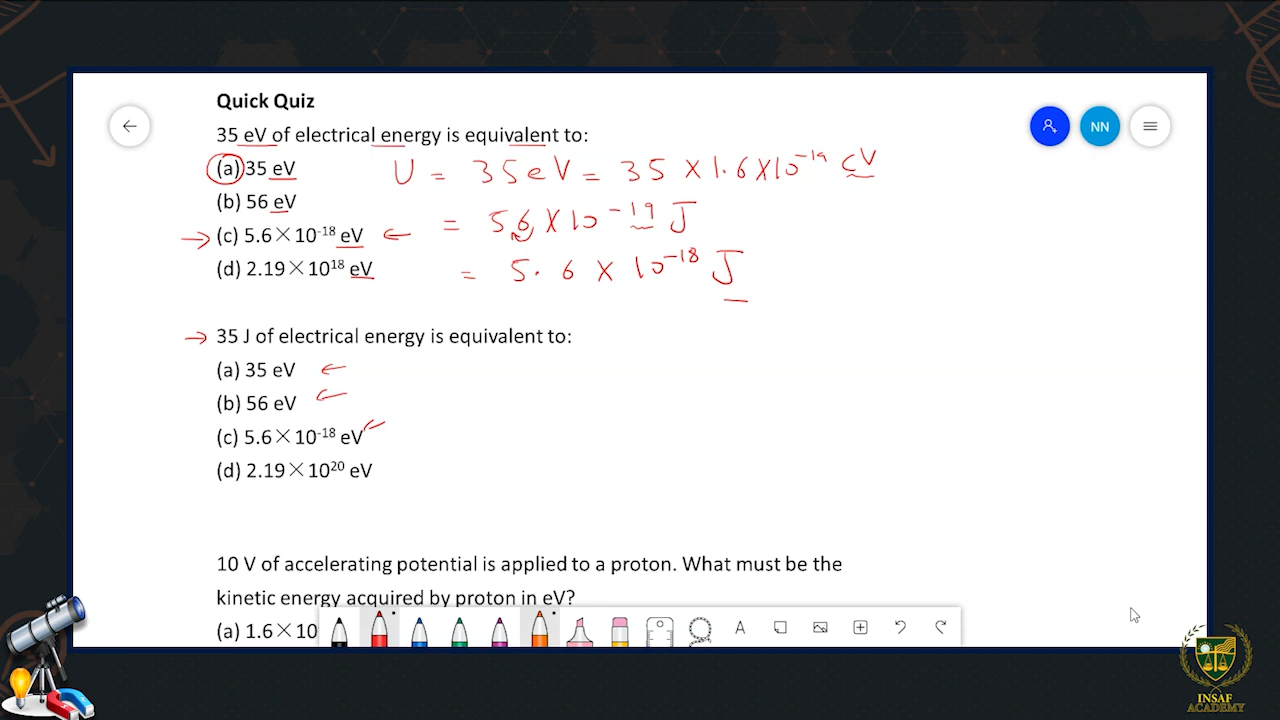 Quick Quiz
35 eV of electrical energy is equivalent to:
(a) 35 eV
U = 35 eV = 35 × 1.6 × 10⁻¹⁹ CV
(b) 56 eV
= 56 × 10⁻¹⁹ J
(c) 5.6×10⁻¹⁸ eV
(d) 2.19×10¹⁸ eV
= 5.6 × 10⁻¹⁸ J
35 J of electrical energy is equivalent to:
(a) 35 eV
(b) 56 eV
(c) 5.6×10⁻¹⁸ eV
(d) 2.19×10²⁰ eV
10 V of accelerating potential is applied to a proton. What must be the
kinetic energy acquired by proton in eV?
(a) 1.6×10
NN
A
INSAF
ACADEMY